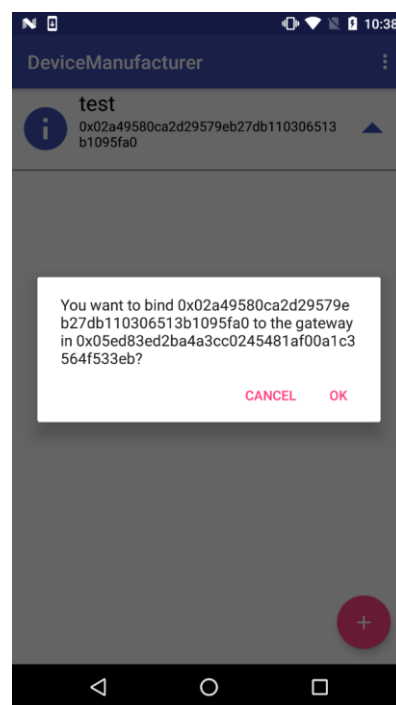 10:38
DeviceManufacturer
test
0x02a49580ca2d29579eb27db110306513
b1095fa0
You want to bind 0x02a49580ca2d29579e
b27db110306513b1095fa0 to the gateway
in 0x05ed83ed2ba4a3cc0245481af00a1c3
564f533eb?
CANCEL OK